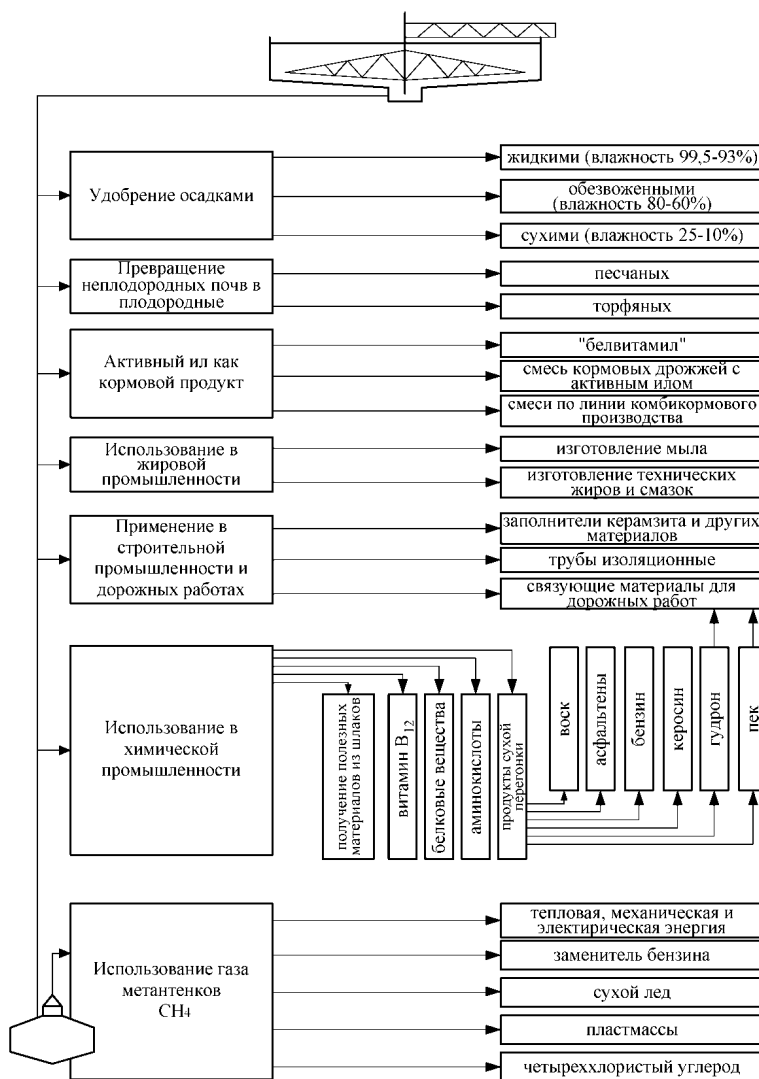 Удобрение осадками
жидкими (влажность 99,5-93%)
обезвоженными
(влажность 80-60%)
сухими (влажность 25-10%)
Превращение
неплодородных почв в
плодородные
песчаных
торфяных
Активный ил как
кормовой продукт
"белвитамил"
смесь кормовых дрожжей с
активным илом
смеси по линии комбикормового
производства
Использование в
жировой
промышленности
изготовление мыла
изготовление технических
жиров и смазок
Применение в
строительной
промышленности и
дорожных работах
заполнители керамзита и других
материалов
трубы изоляционные
связующие материалы для
дорожных работ
Использование в
химической
промышленности
получение полезных
материалов из шлаков
витамин В12
белковые вещества
аминокислоты
продукты сухой
перегонки
воск
асфальтены
бензин
керосин
гудрон
пек
Использование газа
метантенков
CH4
тепловая, механическая и
электирическая энергия
заменитель бензина
сухой лед
пластмассы
четыреххлористый углерод